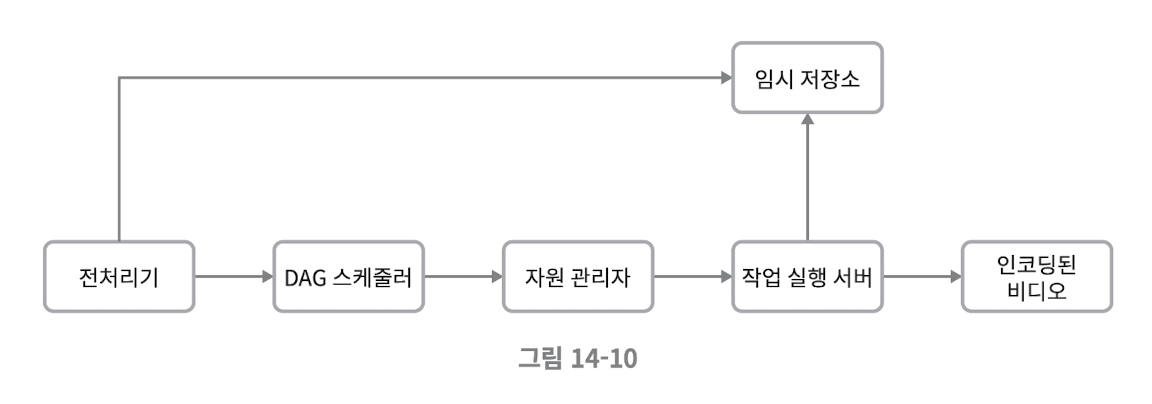 임시 저장소
전처리기
DAG 스케줄러
자원 관리자
작업 실행 서버
인코딩된
비디오
그림 14-10